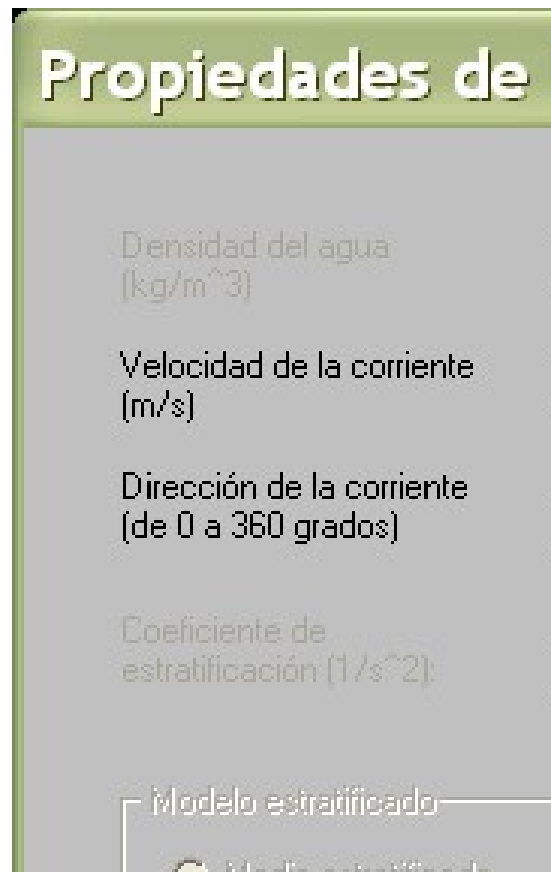 Propiedades de
Densidad del agua
(kg/m^3)
Velocidad de la corriente
(m/s)
Dirección de la corriente
(de 0 a 360 grados)
Coeficiente de
estratificación (1/s^2):
Modelo estratificado